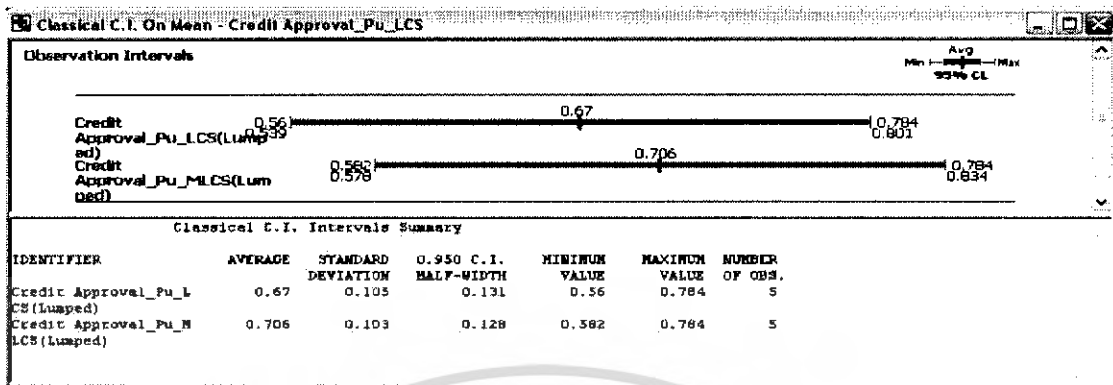 Classical C.I. On Mean - Credit Approval_Pu_LCS
Observation Intervals
Avg
Min Max
95% CL
0.67
Credit 0.56 0.784
Approval_Pu_LCS(Lump 0.539 0.801
ed)
0.706
Credit 0.582 0.784
Approval_Pu_MLCS(Lum 0.578 0.834
ped)
Classical C.I. Intervals Summary
IDENTIFIER AVERAGE STANDARD 0.950 C.I. MINIMUM MAXIMUM NUMBER
DEVIATION HALF-WIDTH VALUE VALUE OF OBS.
Credit Approval_Pu_L 0.67 0.105 0.131 0.56 0.784 5
CS(Lumped)
Credit Approval_Pu_M 0.706 0.103 0.128 0.582 0.784 5
LCS(Lumped)